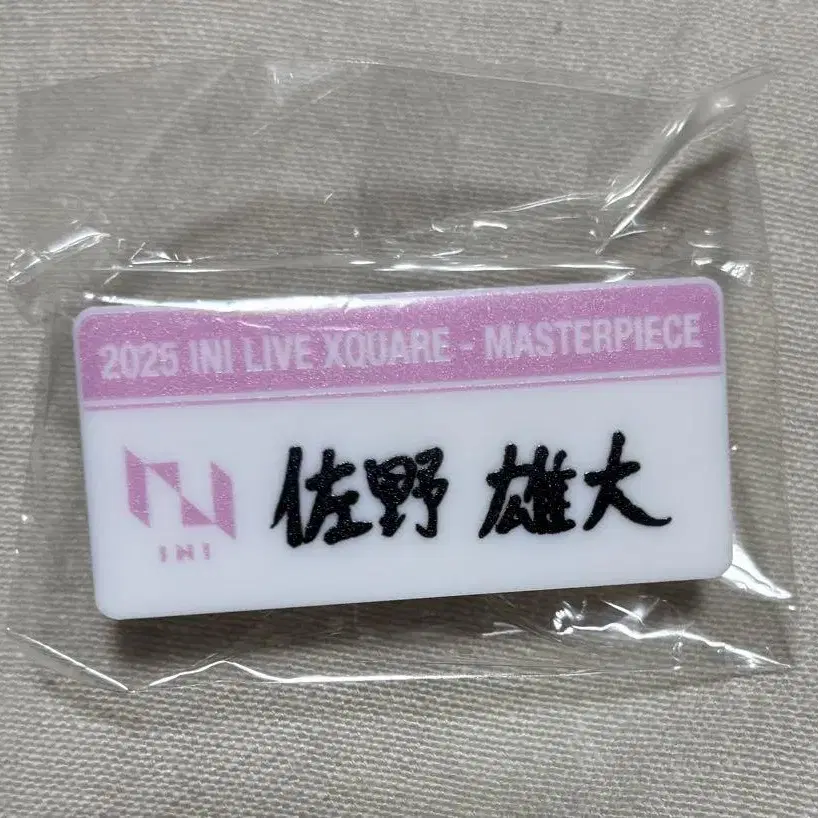 2025 INI LIVE XQUARE - MASTERPIECE
佐野 雄大
INI